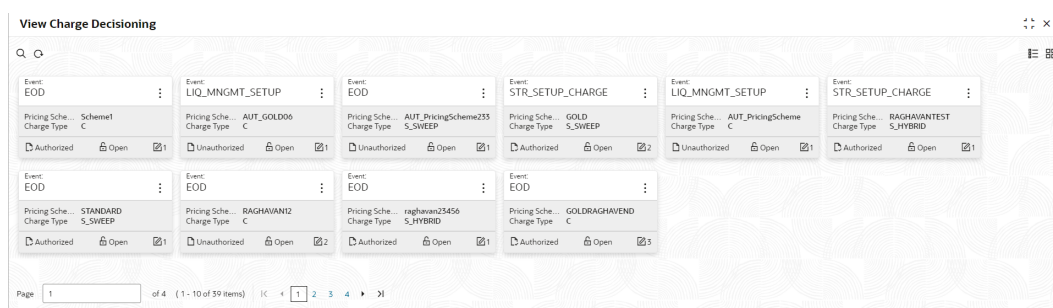 View Charge Decisioning
Event: Event: Event: Event: Event: Event:
EOD LIQ_MNGMT_SETUP EOD STR_SETUP_CHARGE LIQ_MNGMT_SETUP STR_SETUP_CHARGE
Pricing Sche... Scheme1 Pricing Sche... AUT_GOLD06 Pricing Sche... AUT_PricingScheme233 Pricing Sche... GOLD Pricing Sche... AUT_PricingScheme Pricing Sche... RAGHAVANTEST
Charge Type C Charge Type C Charge Type S_SWEEP Charge Type S_SWEEP Charge Type C Charge Type S_HYBRID
Authorized Open 1 Unauthorized Open 1 Unauthorized Open 1 Authorized Open 2 Unauthorized Open 1 Authorized Open 1
Event: Event: Event: Event:
EOD EOD EOD EOD
Pricing Sche... STANDARD Pricing Sche... RAGHAVAN12 Pricing Sche... raghavan23456 Pricing Sche... GOLDRAGHAVEND
Charge Type S_SWEEP Charge Type C Charge Type S_HYBRID Charge Type C
Authorized Open 1 Unauthorized Open 2 Authorized Open 1 Authorized Open 3
Page 1 of 4 (1 - 10 of 39 items) 1 2 3 4